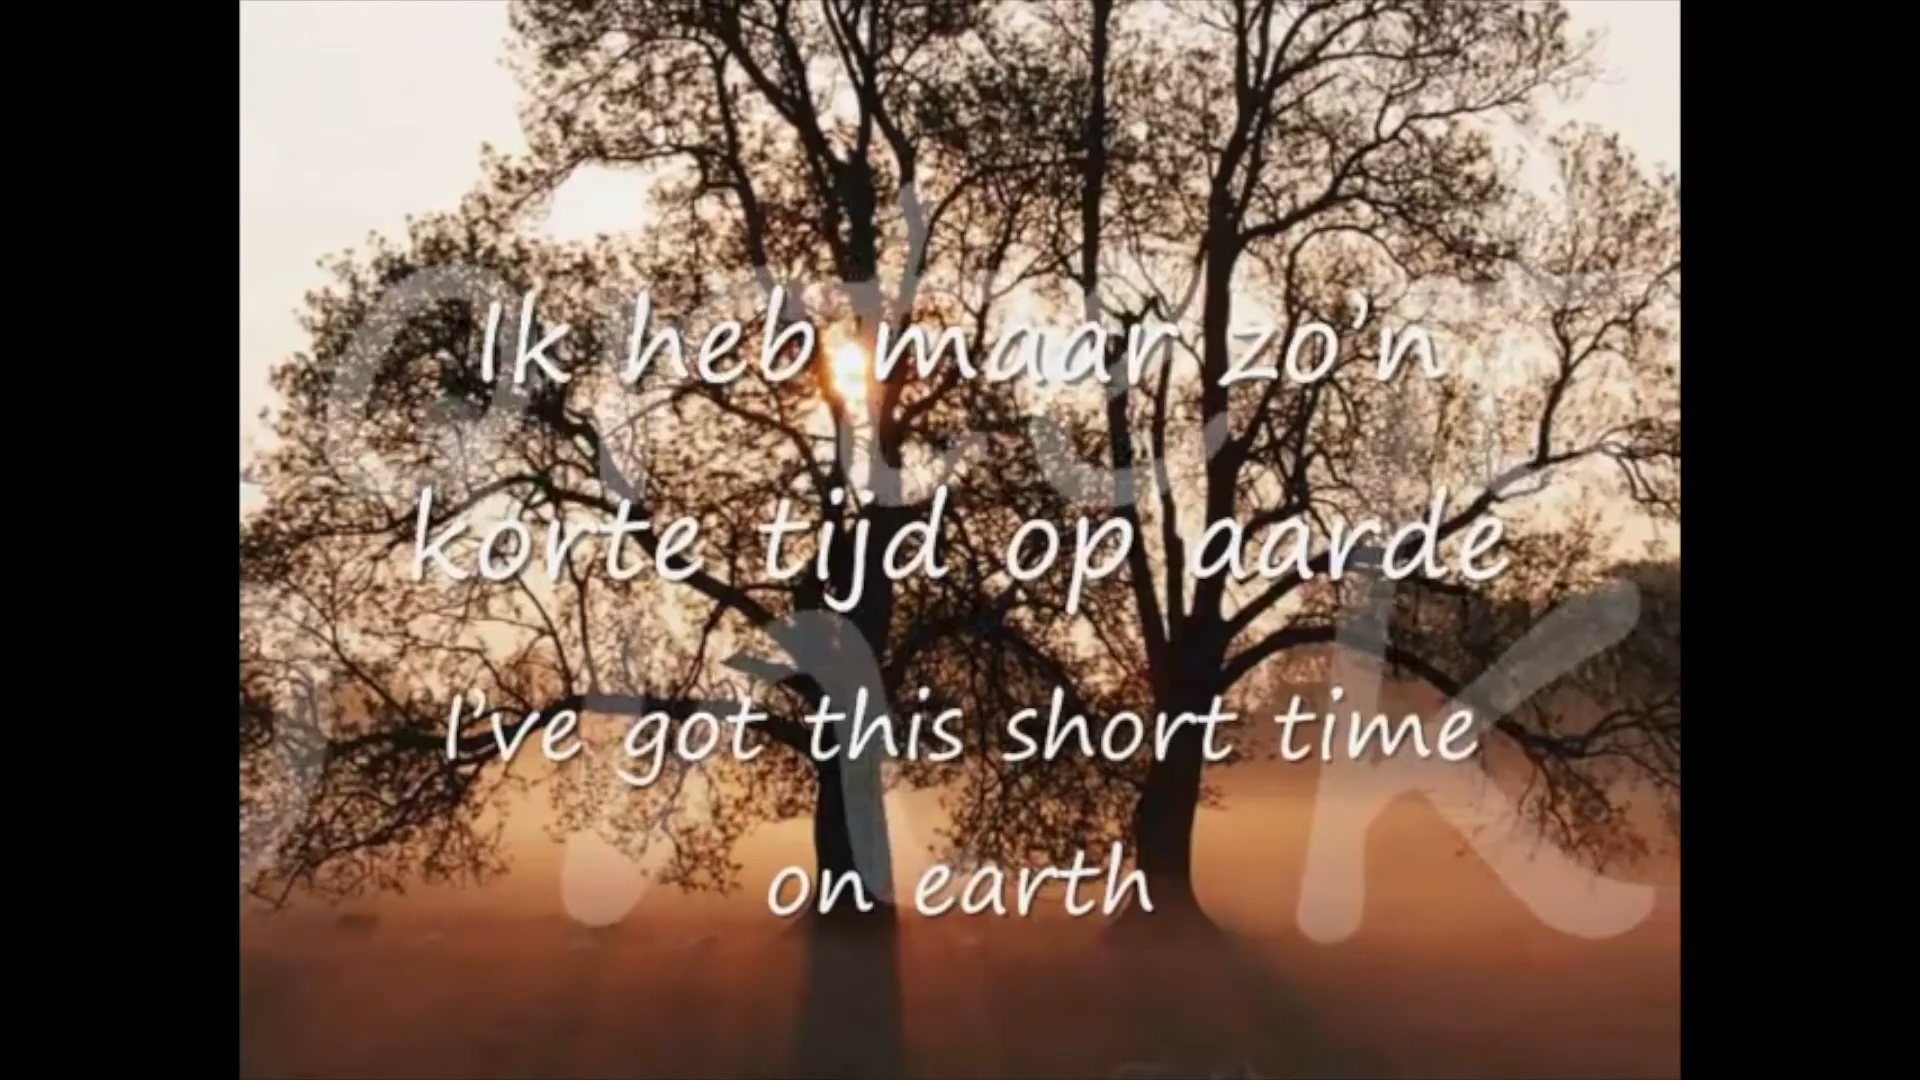 Ik heb maar zo'n
korte tijd op aarde
I've got this short time
on earth